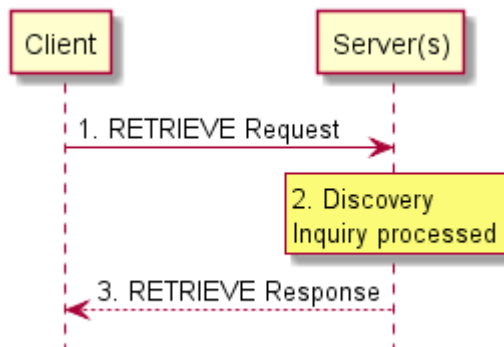 Client
Server(s)
1. RETRIEVE Request
2. Discovery
Inquiry processed
3. RETRIEVE Response